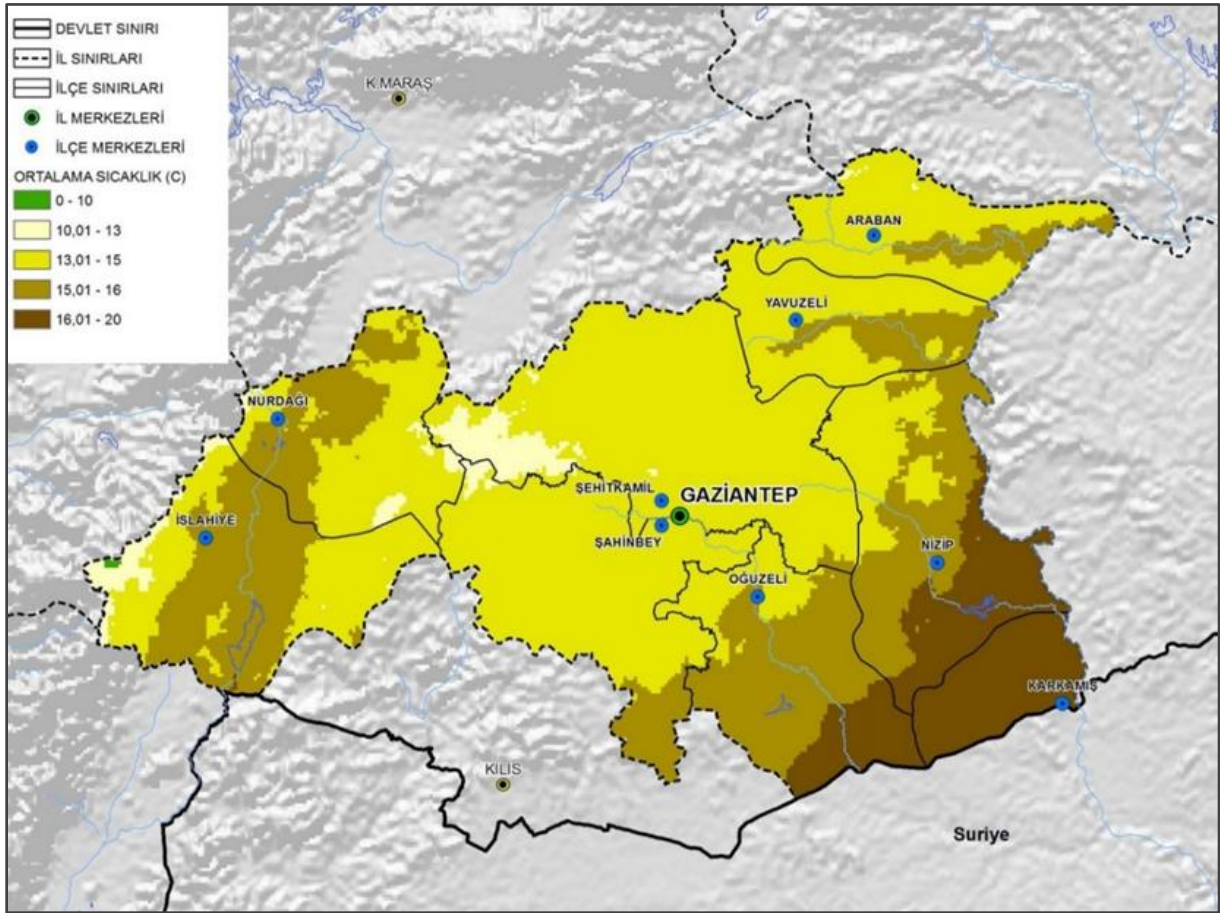 DEVLET SINIRI
İL SINIRLARI
İLÇE SINIRLARI
İL MERKEZLERİ
İLÇE MERKEZLERİ
ORTALAMA SICAKLIK (C)
0 - 10
10,01 - 13
13,01 - 15
15,01 - 16
16,01 - 20
K.MARAŞ
ARABAN
YAVUZELİ
NURDAĞI
ŞEHİTKAMİL
GAZİANTEP
İSLAHİYE
ŞAHİNBEY
NİZİP
OĞUZELİ
KARKAMIŞ
KİLİS
Suriye